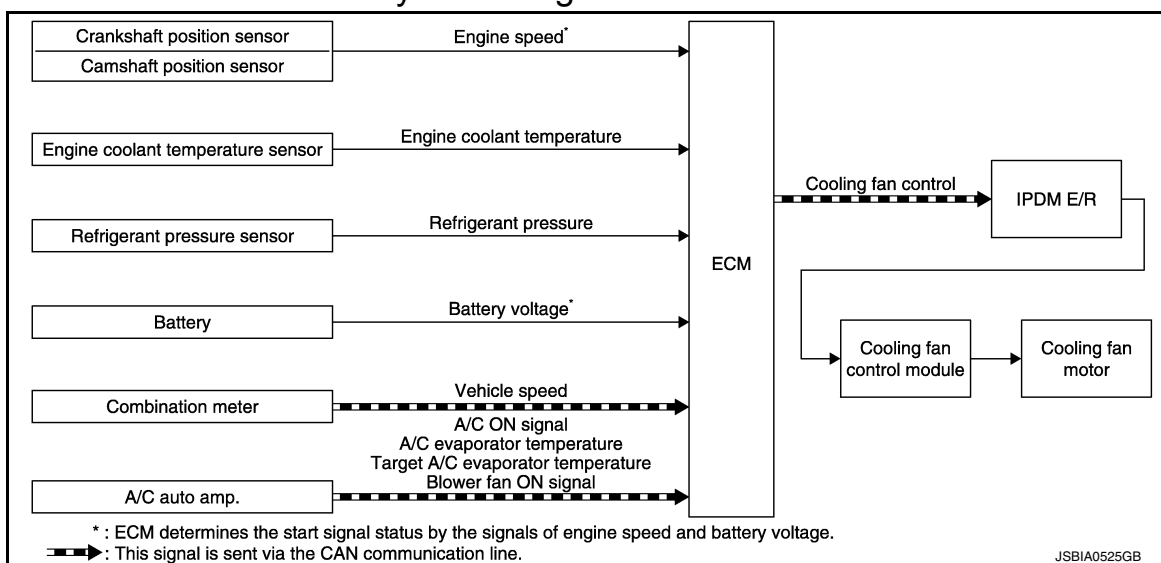 Crankshaft position sensor
Camshaft position sensor
Engine speed*
Engine coolant temperature sensor
Engine coolant temperature
Refrigerant pressure sensor
Refrigerant pressure
Battery
Battery voltage*
Combination meter
Vehicle speed
A/C auto amp.
A/C ON signal
A/C evaporator temperature
Target A/C evaporator temperature
Blower fan ON signal
ECM
Cooling fan control
IPDM E/R
Cooling fan
control module
Cooling fan
motor
* : ECM determines the start signal status by the signals of engine speed and battery voltage.
: This signal is sent via the CAN communication line.
JSBIA0525GB